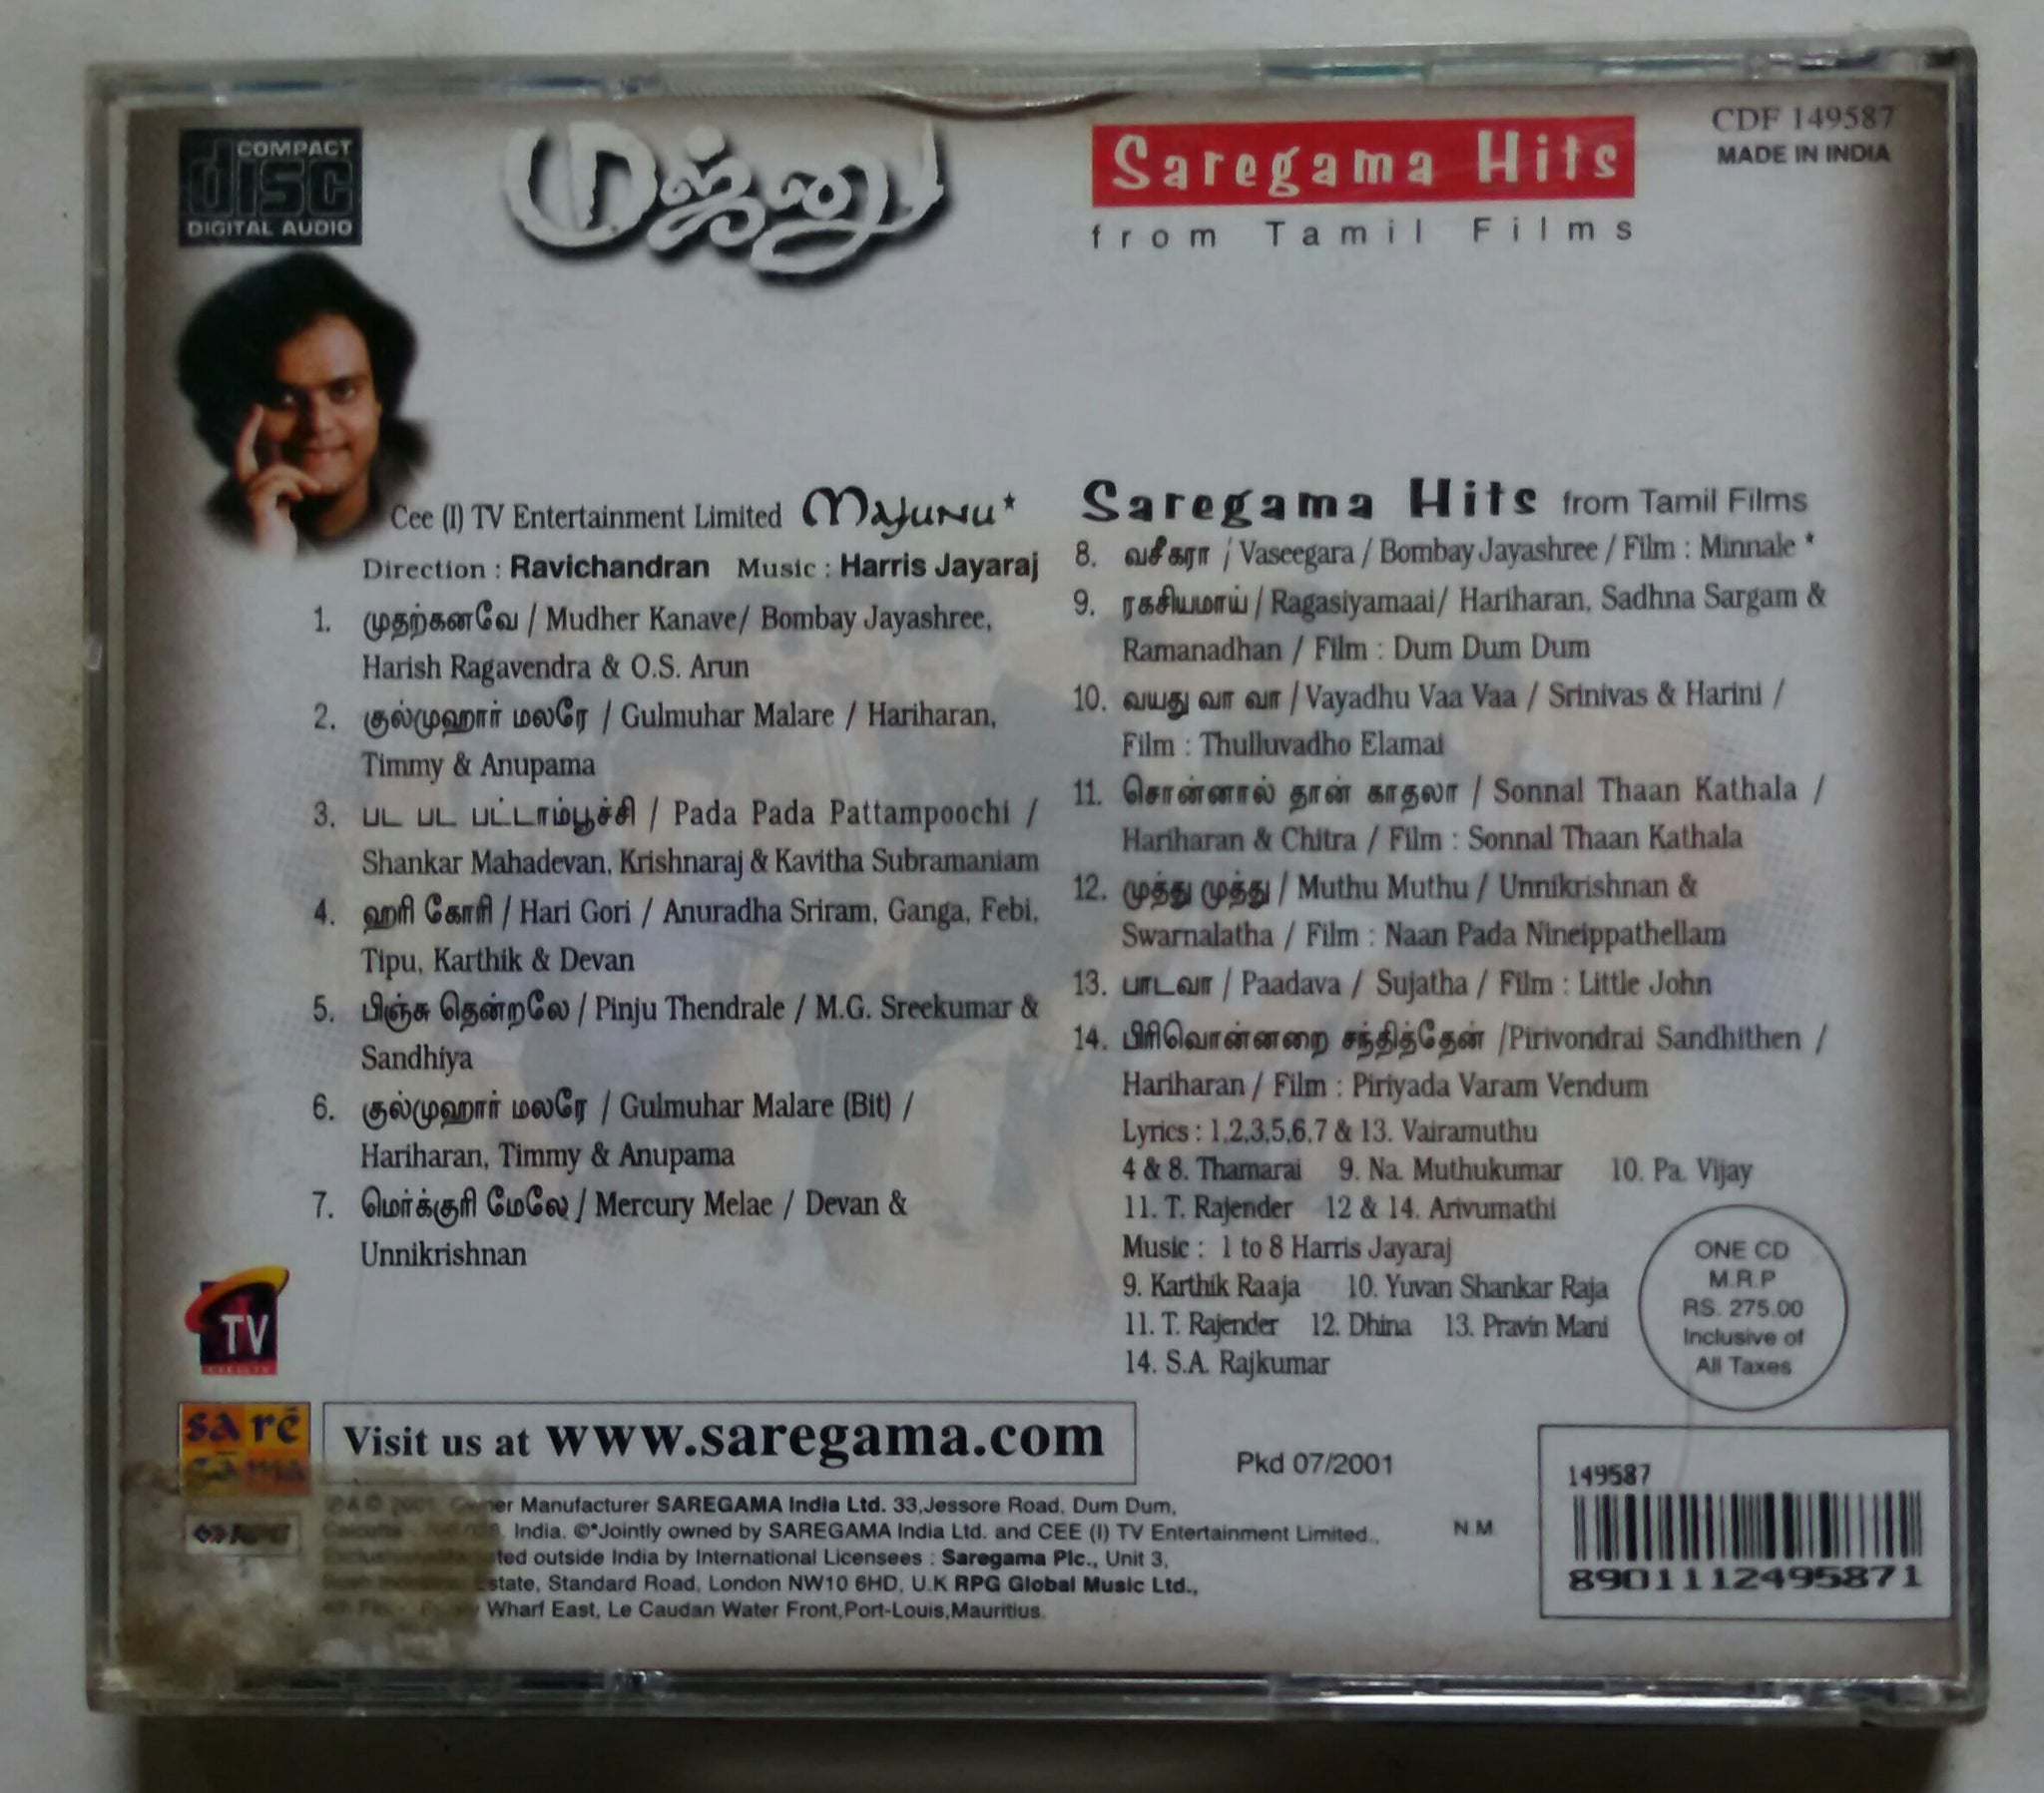 COMPACT
disc
DIGITAL AUDIO
மஜ்னு
Saregama Hits
from Tamil Films
CDF 149587
MADE IN INDIA
Cee (I) TV Entertainment Limited Majunu*
Direction : Ravichandran Music : Harris Jayaraj
1. முதற்கனவே / Mudher Kanave/ Bombay Jayashree,
Harish Ragavendra & O.S. Arun
2. குல்முஹார் மலரே / Gulmuhar Malare / Hariharan,
Timmy & Anupama
3. பட பட பட்டாம்பூச்சி / Pada Pada Pattampoochi /
Shankar Mahadevan, Krishnaraj & Kavitha Subramaniam
4. ஹரி கோரி / Hari Gori / Anuradha Sriram, Ganga, Febi,
Tipu, Karthik & Devan
5. பிஞ்சு தென்றலே / Pinju Thendrale / M.G. Sreekumar &
Sandhiya
6. குல்முஹார் மலரே / Gulmuhar Malare (Bit) /
Hariharan, Timmy & Anupama
7. மெர்க்குரி மேலே / Mercury Melae / Devan &
Unnikrishnan
Saregama Hits from Tamil Films
8. வசீகரா / Vaseegara / Bombay Jayashree / Film : Minnale *
9. ரகசியமாய் / Ragasiyamaai/ Hariharan, Sadhna Sargam &
Ramanadhan / Film : Dum Dum Dum
10. வயது வா வா / Vayadhu Vaa Vaa / Srinivas & Harini /
Film : Thulluvadho Elamai
11. சொன்னால் தான் காதலா / Sonnal Thaan Kathala /
Hariharan & Chitra / Film : Sonnal Thaan Kathala
12. முத்து முத்து / Muthu Muthu / Unnikrishnan &
Swarnalatha / Film : Naan Pada Nineippathellam
13. பாடவா / Paadava / Sujatha / Film : Little John
14. பிரிவொன்னறை சந்தித்தேன் /Pirivondrai Sandhithen /
Hariharan / Film : Piriyada Varam Vendum
Lyrics : 1,2,3,5,6,7 & 13. Vairamuthu
4 & 8. Thamarai 9. Na. Muthukumar 10. Pa. Vijay
11. T. Rajender 12 & 14. Arivumathi
Music : 1 to 8 Harris Jayaraj
9. Karthik Raaja 10. Yuvan Shankar Raja
11. T. Rajender 12. Dhina 13. Pravin Mani
14. S.A. Rajkumar
ONE CD
M.R.P
RS. 275.00
Inclusive of
All Taxes
TV
sa rē
gā ma
RPG
Visit us at www.saregama.com
Pkd 07/2001
Manufacturer SAREGAMA India Ltd. 33,Jessore Road, Dum Dum,
India. ©*Jointly owned by SAREGAMA India Ltd. and CEE (I) TV Entertainment Limited.,
outside India by International Licensees : Saregama Plc., Unit 3,
Estate, Standard Road, London NW10 6HD, U.K RPG Global Music Ltd.,
Wharf East, Le Caudan Water Front,Port-Louis,Mauritius.
N.M.
149587
8901112495871